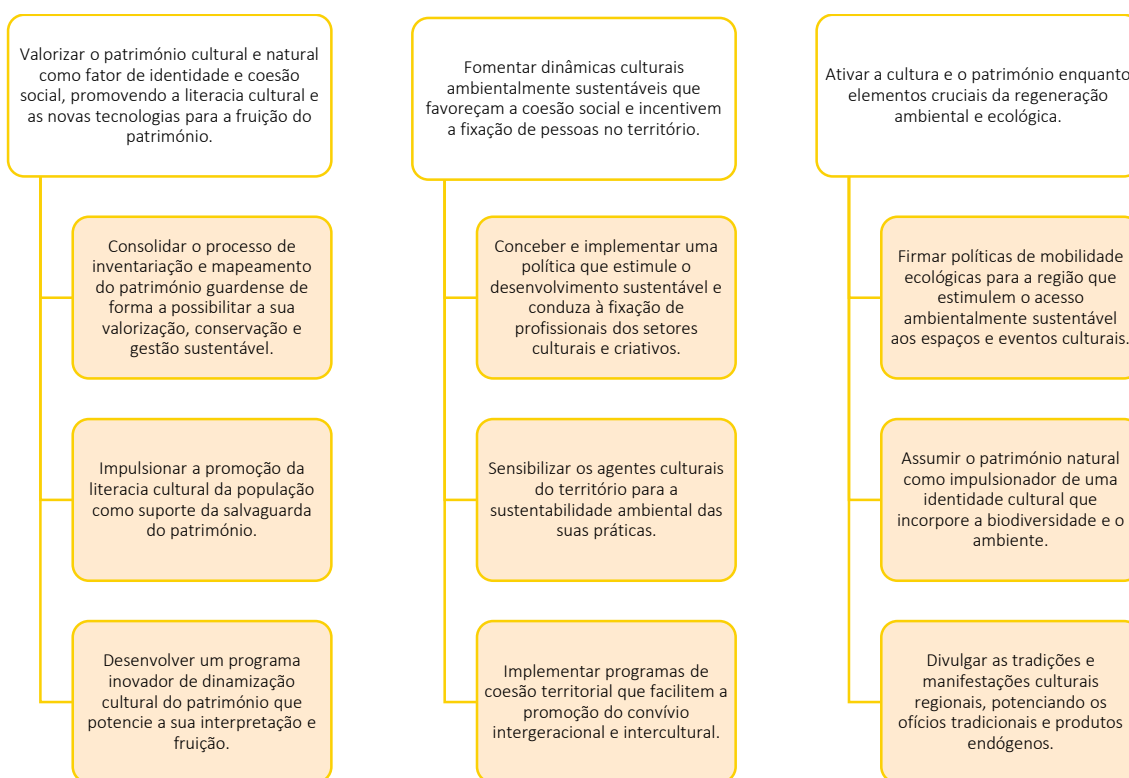 Valorizar o património cultural e natural
como fator de identidade e coesão
social, promovendo a literacia cultural e
as novas tecnologias para a fruição do
património.
Consolidar o processo de
inventariação e mapeamento
do património guardense de
forma a possibilitar a sua
valorização, conservação e
gestão sustentável.
Impulsionar a promoção da
literacia cultural da população
como suporte da salvaguarda
do património.
Desenvolver um programa
inovador de dinamização
cultural do património que
potencie a sua interpretação e
fruição.
Fomentar dinâmicas culturais
ambientalmente sustentáveis que
favoreçam a coesão social e incentivem
a fixação de pessoas no território.
Conceber e implementar uma
política que estimule o
desenvolvimento sustentável e
conduza à fixação de
profissionais dos setores
culturais e criativos.
Sensibilizar os agentes culturais
do território para a
sustentabilidade ambiental das
suas práticas.
Implementar programas de
coesão territorial que facilitem a
promoção do convívio
intergeracional e intercultural.
Ativar a cultura e o património enquanto
elementos cruciais da regeneração
ambiental e ecológica.
Firmar políticas de mobilidade
ecológicas para a região que
estimulem o acesso
ambientalmente sustentável
aos espaços e eventos culturais.
Assumir o património natural
como impulsionador de uma
identidade cultural que
incorpore a biodiversidade e o
ambiente.
Divulgar as tradições e
manifestações culturais
regionais, potenciando os
ofícios tradicionais e produtos
endógenos.